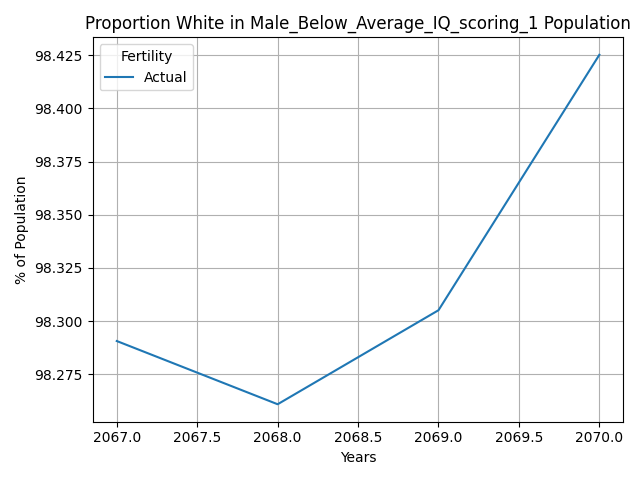 Proportion White in Male_Below_Average_IQ_scoring_1 Population
Fertility
Actual
98.425
98.400
98.375
98.350
98.325
98.300
98.275
% of Population
2067.0 2067.5 2068.0 2068.5 2069.0 2069.5 2070.0
Years